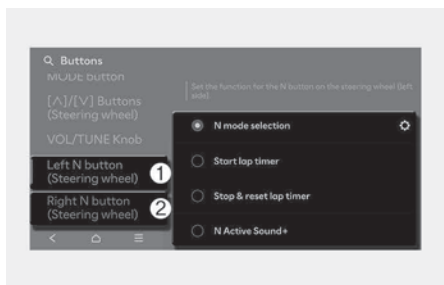 Buttons
MODE button
[∧]/[∨] Buttons
(Steering wheel)
VOL/TUNE Knob
Left N button
(Steering wheel)
1
Right N button
(Steering wheel)
2
Set the function for the N button on the steering wheel (left
side).
N mode selection
Start lap timer
Stop & reset lap timer
N Active Sound+